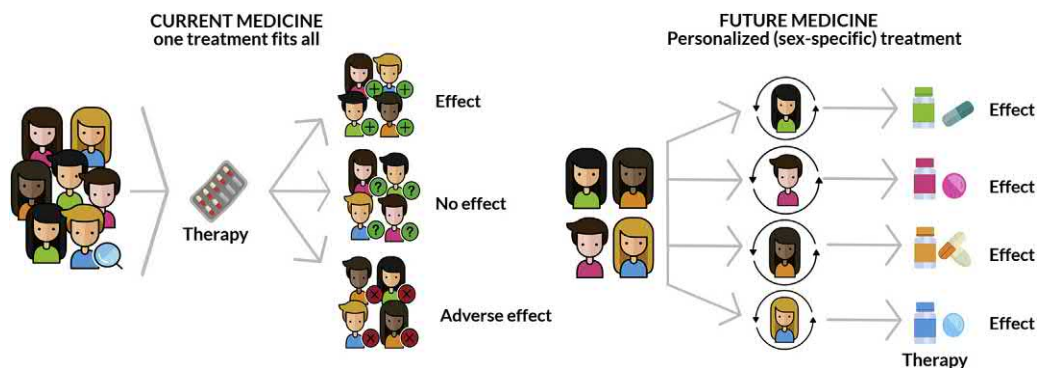 CURRENT MEDICINE
one treatment fits all
Therapy
Effect
No effect
Adverse effect
FUTURE MEDICINE
Personalized (sex-specific) treatment
Effect
Effect
Effect
Effect
Therapy